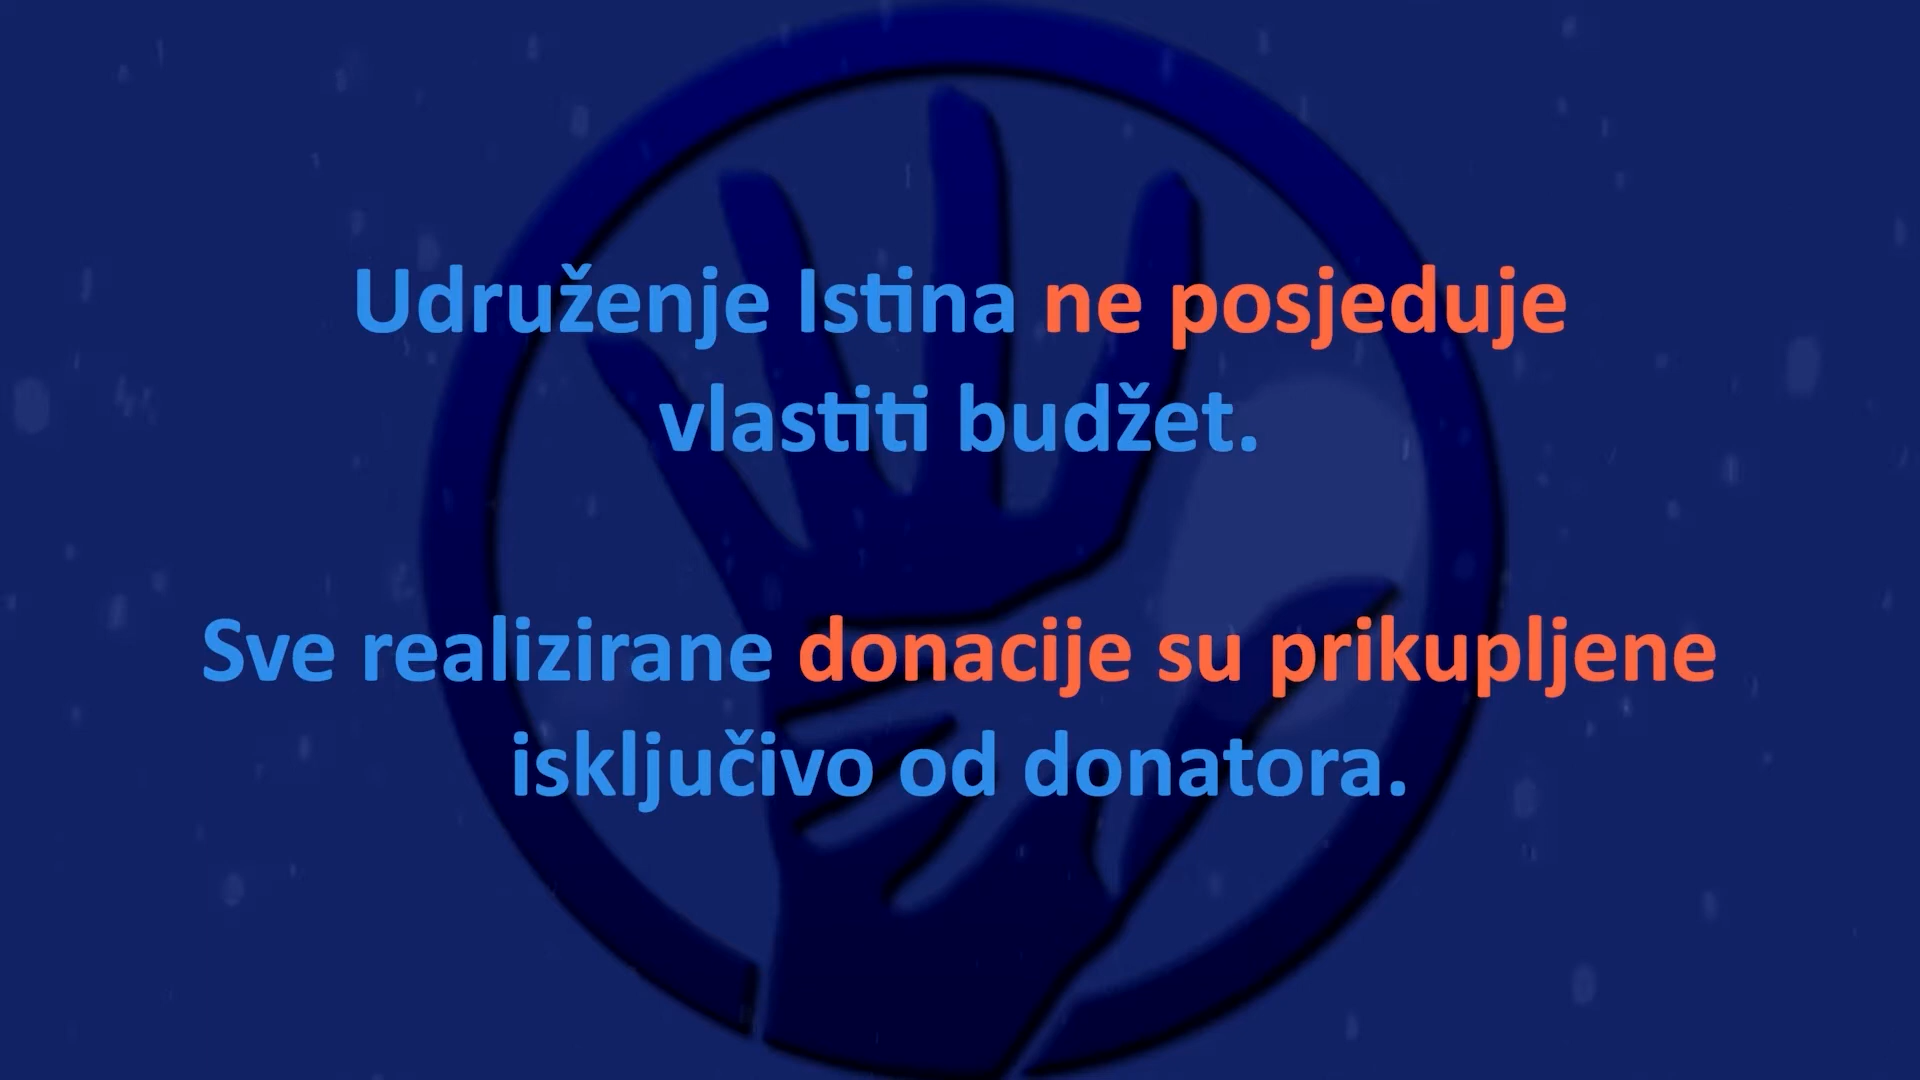 Udruženje Istina ne posjeduje
vlastiti budžet.
Sve realizirane donacije su prikupljene
isključivo od donatora.